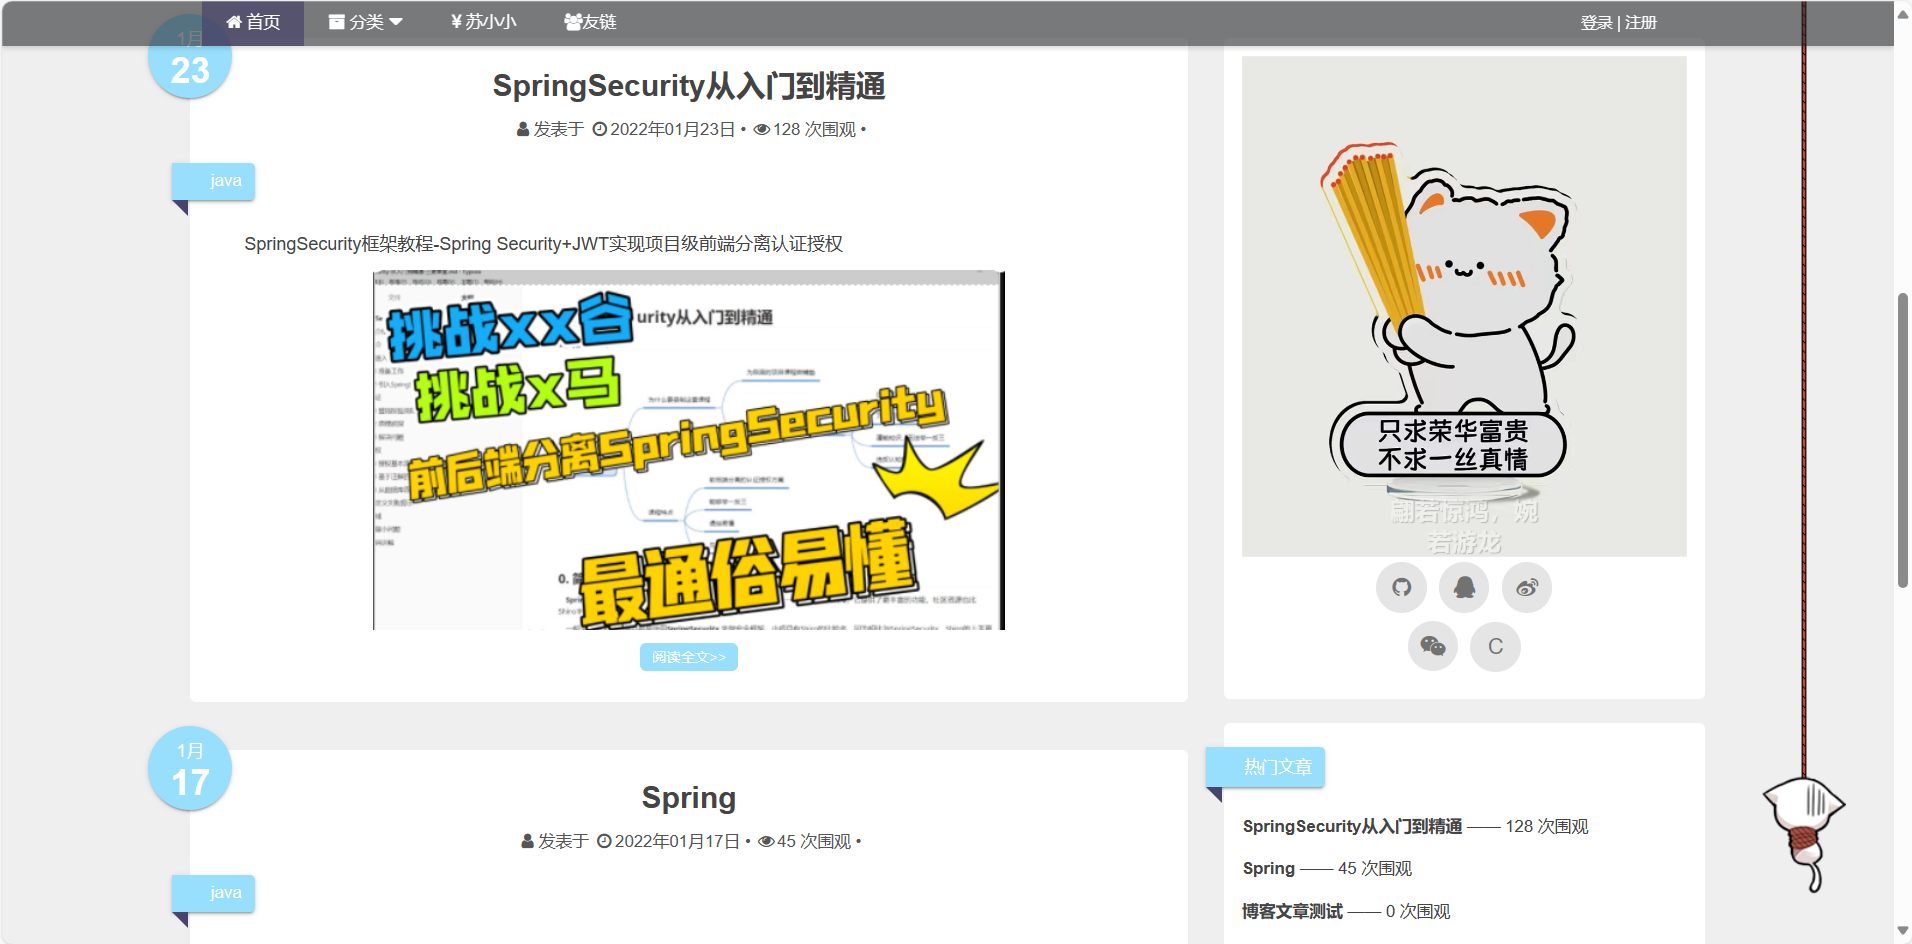 首页 分类 ¥ 苏小小 友链 登录 | 注册
1月
23
SpringSecurity从入门到精通
发表于 2022年01月23日 • 128 次围观 •
java
SpringSecurity框架教程-Spring Security+JWT实现项目级前端分离认证授权
urity从入门到精通
挑战xx谷
挑战x马
前后端分离SpringSecurity
最通俗易懂
阅读全文>>
1月
17
Spring
发表于 2022年01月17日 • 45 次围观 •
java
只求荣华富贵
不求一丝真情
翩若惊鸿，婉
若游龙
C
热门文章
SpringSecurity从入门到精通 —— 128 次围观
Spring —— 45 次围观
博客文章测试 —— 0 次围观